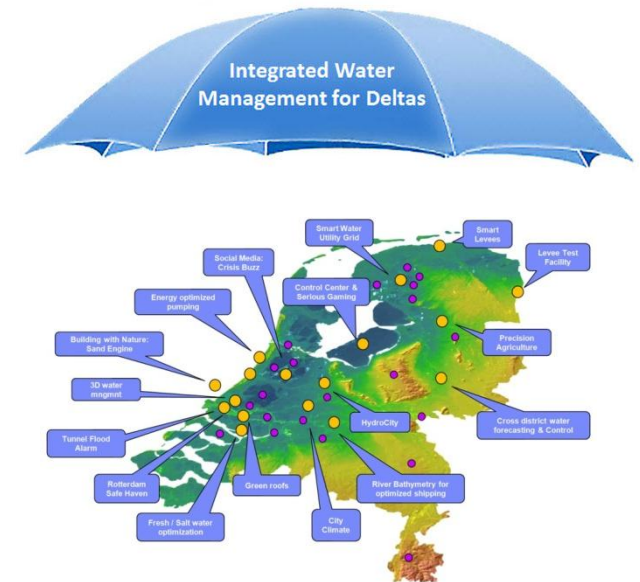 Integrated Water
Management for Deltas
Smart Water
Utility Grid
Smart
Levees
Levee Test
Facility
Social Media:
Crisis Buzz
Control Center &
Serious Gaming
Energy optimized
pumping
Building with Nature:
Sand Engine
Precision
Agriculture
3D water
mngmnt
HydroCity
Cross district water
forecasting & Control
Tunnel Flood
Alarm
Rotterdam
Safe Haven
Green roofs
River Bathymetry for
optimized shipping
Fresh / Salt water
optimization
City
Climate